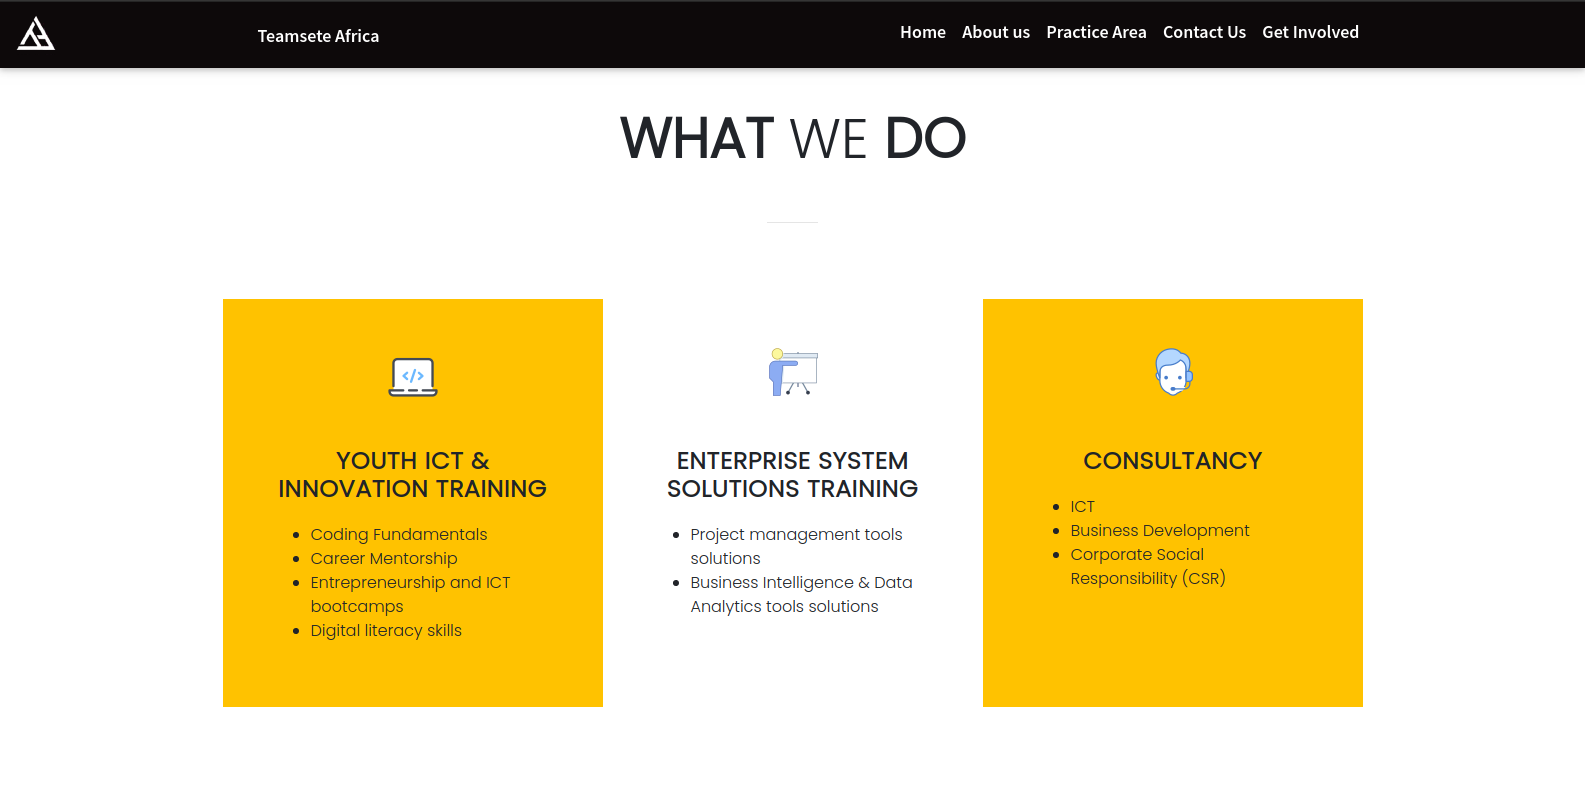 Teamsete Africa
Home About us Practice Area Contact Us Get Involved
WHAT WE DO
YOUTH ICT &
INNOVATION TRAINING
Coding Fundamentals
Career Mentorship
Entrepreneurship and ICT
bootcamps
Digital literacy skills
ENTERPRISE SYSTEM
SOLUTIONS TRAINING
Project management tools
solutions
Business Intelligence & Data
Analytics tools solutions
CONSULTANCY
ICT
Business Development
Corporate Social
Responsibility (CSR)